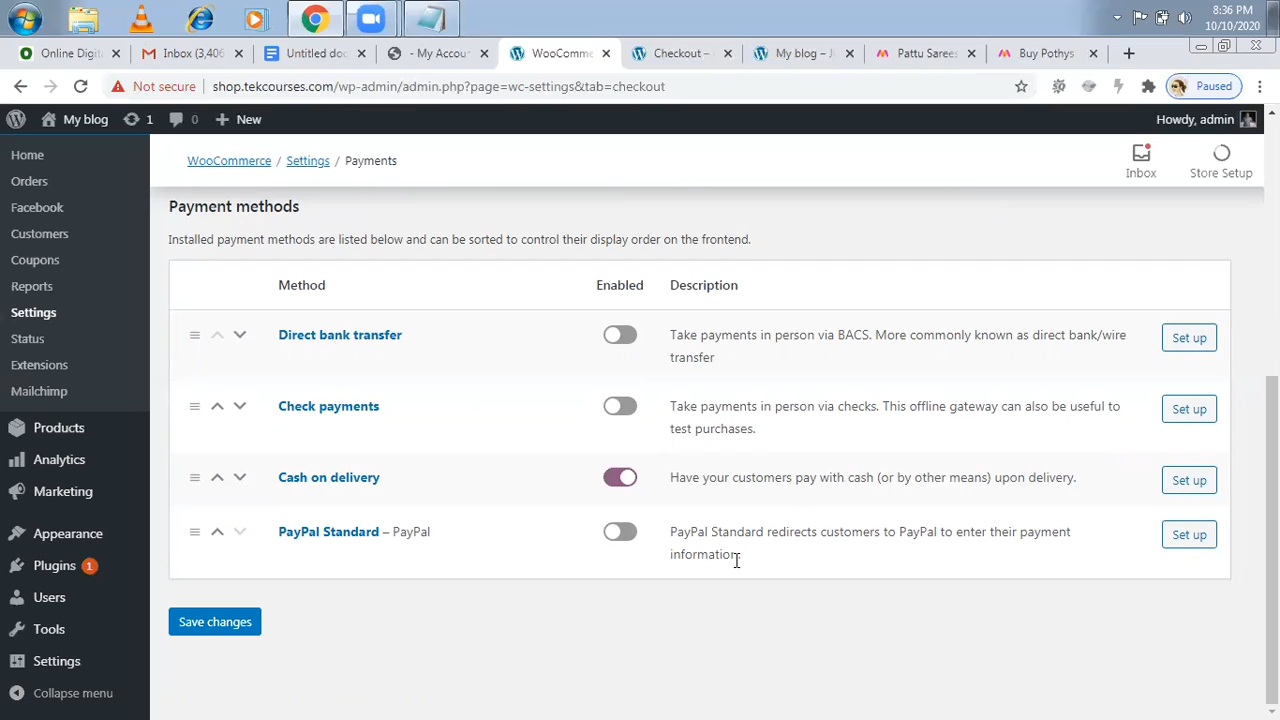 8:36 PM
10/10/2020
Online Digit
Inbox (3,406
Untitled doc
- My Accou
WooComme
Checkout –
My blog – J
Pattu Sarees
Buy Pothys
Not secure
shop.tekcourses.com/wp-admin/admin.php?page=wc-settings&tab=checkout
Paused
My blog
1
0
New
Howdy, admin
Home
Orders
Facebook
Customers
Coupons
Reports
Settings
Status
Extensions
Mailchimp
Products
Analytics
Marketing
Appearance
Plugins 1
Users
Tools
Settings
Collapse menu
WooCommerce / Settings / Payments
Inbox
Store Setup
Payment methods
Installed payment methods are listed below and can be sorted to control their display order on the frontend.
Method Enabled Description
Direct bank transfer
Take payments in person via BACS. More commonly known as direct bank/wire
transfer
Set up
Check payments
Take payments in person via checks. This offline gateway can also be useful to
test purchases.
Set up
Cash on delivery
Have your customers pay with cash (or by other means) upon delivery.
Set up
PayPal Standard – PayPal
PayPal Standard redirects customers to PayPal to enter their payment
information.
Set up
Save changes